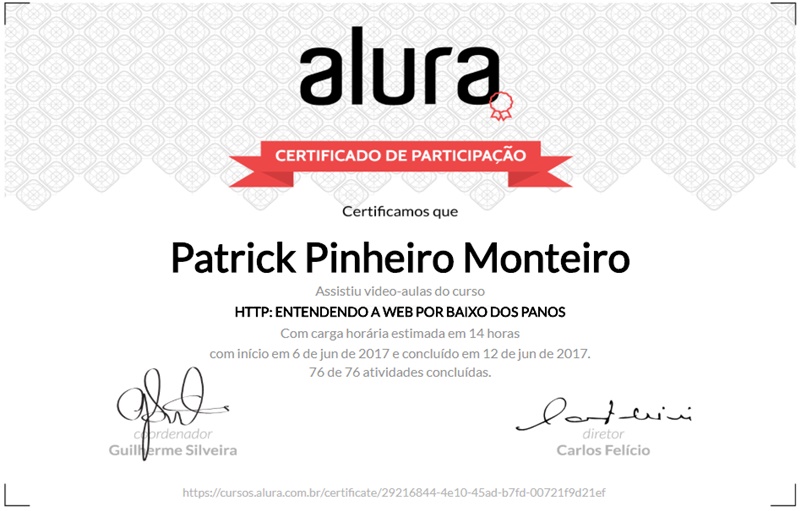 alura
CERTIFICADO DE PARTICIPAÇÃO
Certificamos que
Patrick Pinheiro Monteiro
Assistiu video-aulas do curso
HTTP: ENTENDENDO A WEB POR BAIXO DOS PANOS
Com carga horária estimada em 14 horas
com início em 6 de jun de 2017 e concluído em 12 de jun de 2017.
76 de 76 atividades concluídas.
coordenador
Guilherme Silveira
diretor
Carlos Felício
https://cursos.alura.com.br/certificate/29216844-4e10-45ad-b7fd-00721f9d21ef